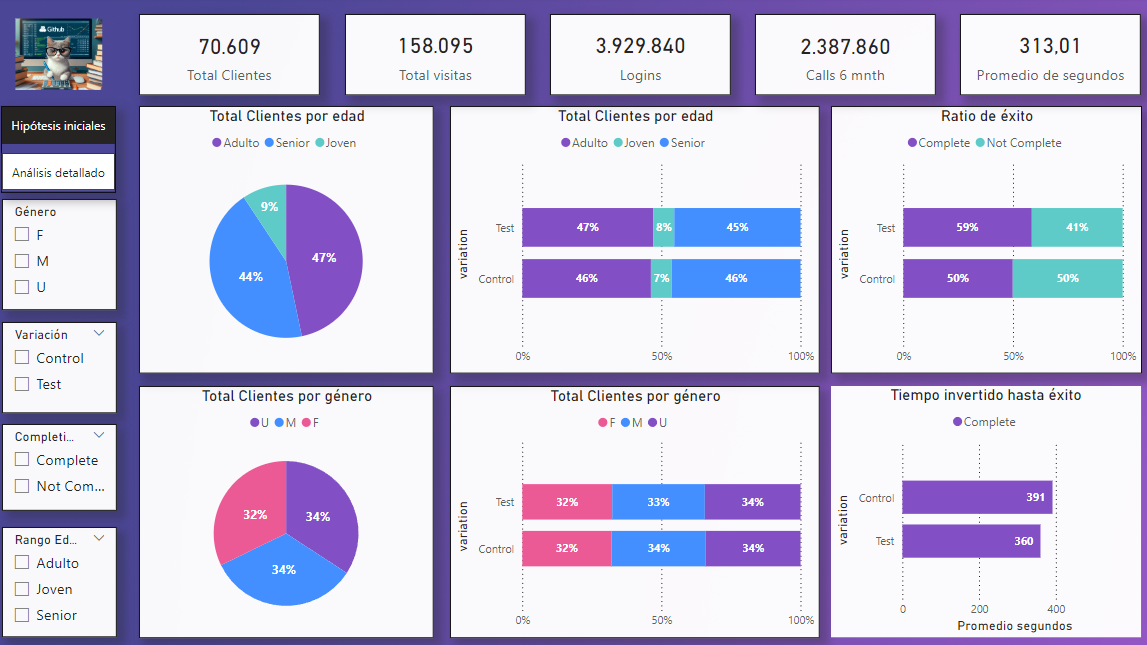 Github
70.609
Total Clientes
158.095
Total visitas
3.929.840
Logins
2.387.860
Calls 6 mnth
313,01
Promedio de segundos
Hipótesis iniciales
Análisis detallado
Género
F
M
U
Variación
Control
Test
Completi...
Complete
Not Com...
Rango Ed...
Adulto
Joven
Senior
Total Clientes por edad
Adulto Senior Joven
9%
47%
44%
Total Clientes por edad
Adulto Joven Senior
variation
Test 47% 8% 45%
Control 46% 7% 46%
0% 50% 100%
Ratio de éxito
Complete Not Complete
variation
Test 59% 41%
Control 50% 50%
0% 50% 100%
Total Clientes por género
U M F
32% 34%
34%
Total Clientes por género
F M U
variation
Test 32% 33% 34%
Control 32% 34% 34%
0% 50% 100%
Tiempo invertido hasta éxito
Complete
variation
Control 391
Test 360
0 200 400
Promedio segundos